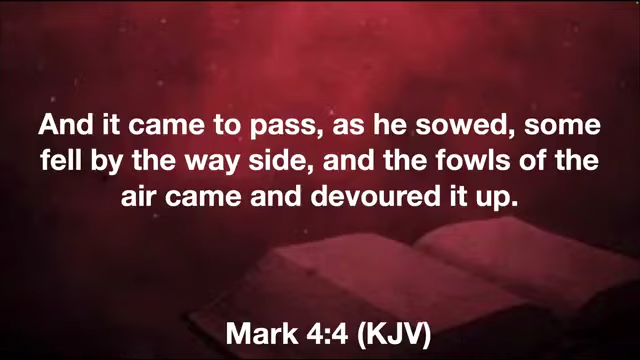 And it came to pass, as he sowed, some
fell by the way side, and the fowls of the
air came and devoured it up.
Mark 4:4 (KJV)